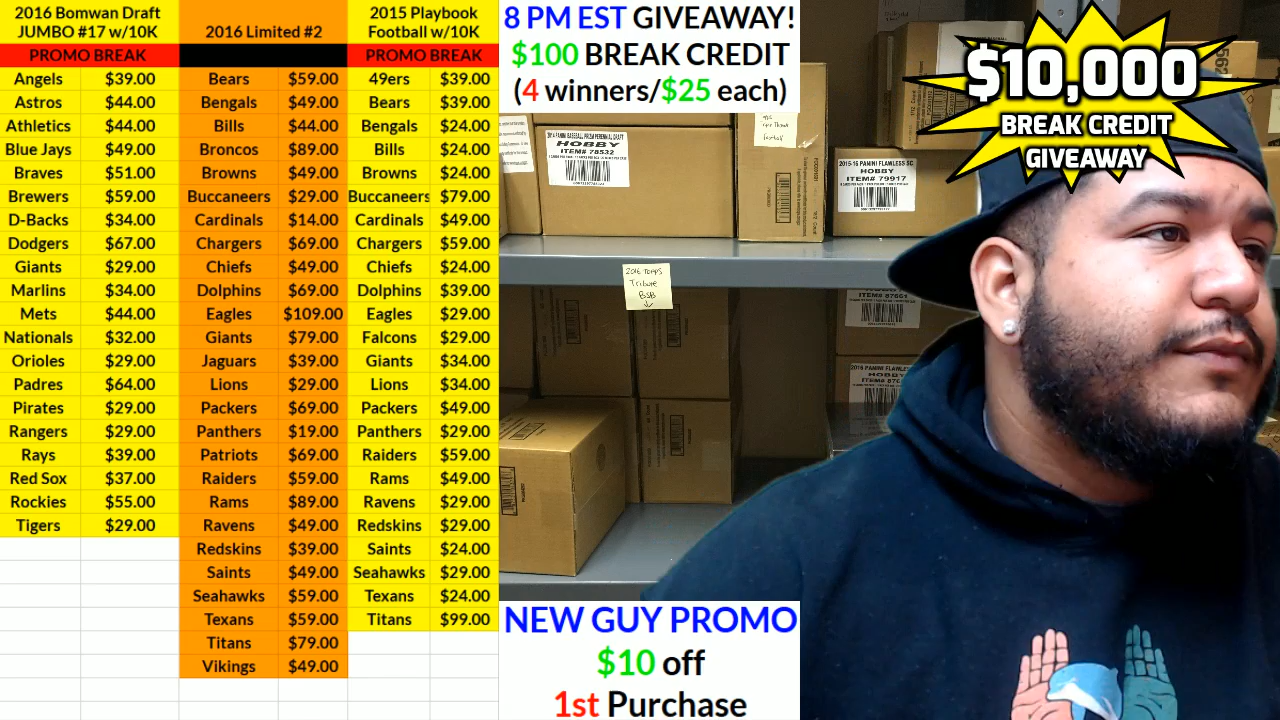 2016 Bomwan Draft
JUMBO #17 w/10K
PROMO BREAK
Angels $39.00
Astros $44.00
Athletics $44.00
Blue Jays $49.00
Braves $51.00
Brewers $59.00
D-Backs $34.00
Dodgers $67.00
Giants $29.00
Marlins $34.00
Mets $44.00
Nationals $32.00
Orioles $29.00
Padres $64.00
Pirates $29.00
Rangers $29.00
Rays $39.00
Red Sox $37.00
Rockies $55.00
Tigers $29.00
2016 Limited #2
Bears $59.00
Bengals $49.00
Bills $44.00
Broncos $89.00
Browns $49.00
Buccaneers $29.00
Cardinals $14.00
Chargers $69.00
Chiefs $49.00
Dolphins $69.00
Eagles $109.00
Giants $79.00
Jaguars $39.00
Lions $29.00
Packers $69.00
Panthers $19.00
Patriots $69.00
Raiders $59.00
Rams $89.00
Ravens $49.00
Redskins $39.00
Saints $49.00
Seahawks $59.00
Texans $59.00
Titans $79.00
Vikings $49.00
2015 Playbook
Football w/10K
PROMO BREAK
49ers $39.00
Bears $39.00
Bengals $24.00
Bills $24.00
Browns $24.00
Buccaneers $79.00
Cardinals $49.00
Chargers $59.00
Chiefs $24.00
Dolphins $39.00
Eagles $29.00
Falcons $29.00
Giants $34.00
Lions $34.00
Packers $49.00
Panthers $29.00
Raiders $59.00
Rams $49.00
Ravens $29.00
Redskins $29.00
Saints $24.00
Seahawks $29.00
Texans $24.00
Titans $99.00
8 PM EST GIVEAWAY!
$100 BREAK CREDIT
(4 winners/$25 each)
$10,000
BREAK CREDIT
GIVEAWAY
HOBBY
ITEM# 78532
football
2015-16 PANINI FLAWLESS SC
HOBBY
ITEM# 79917
2016 TOPPS
Tribute
BSB
NEW GUY PROMO
$10 off
1st Purchase